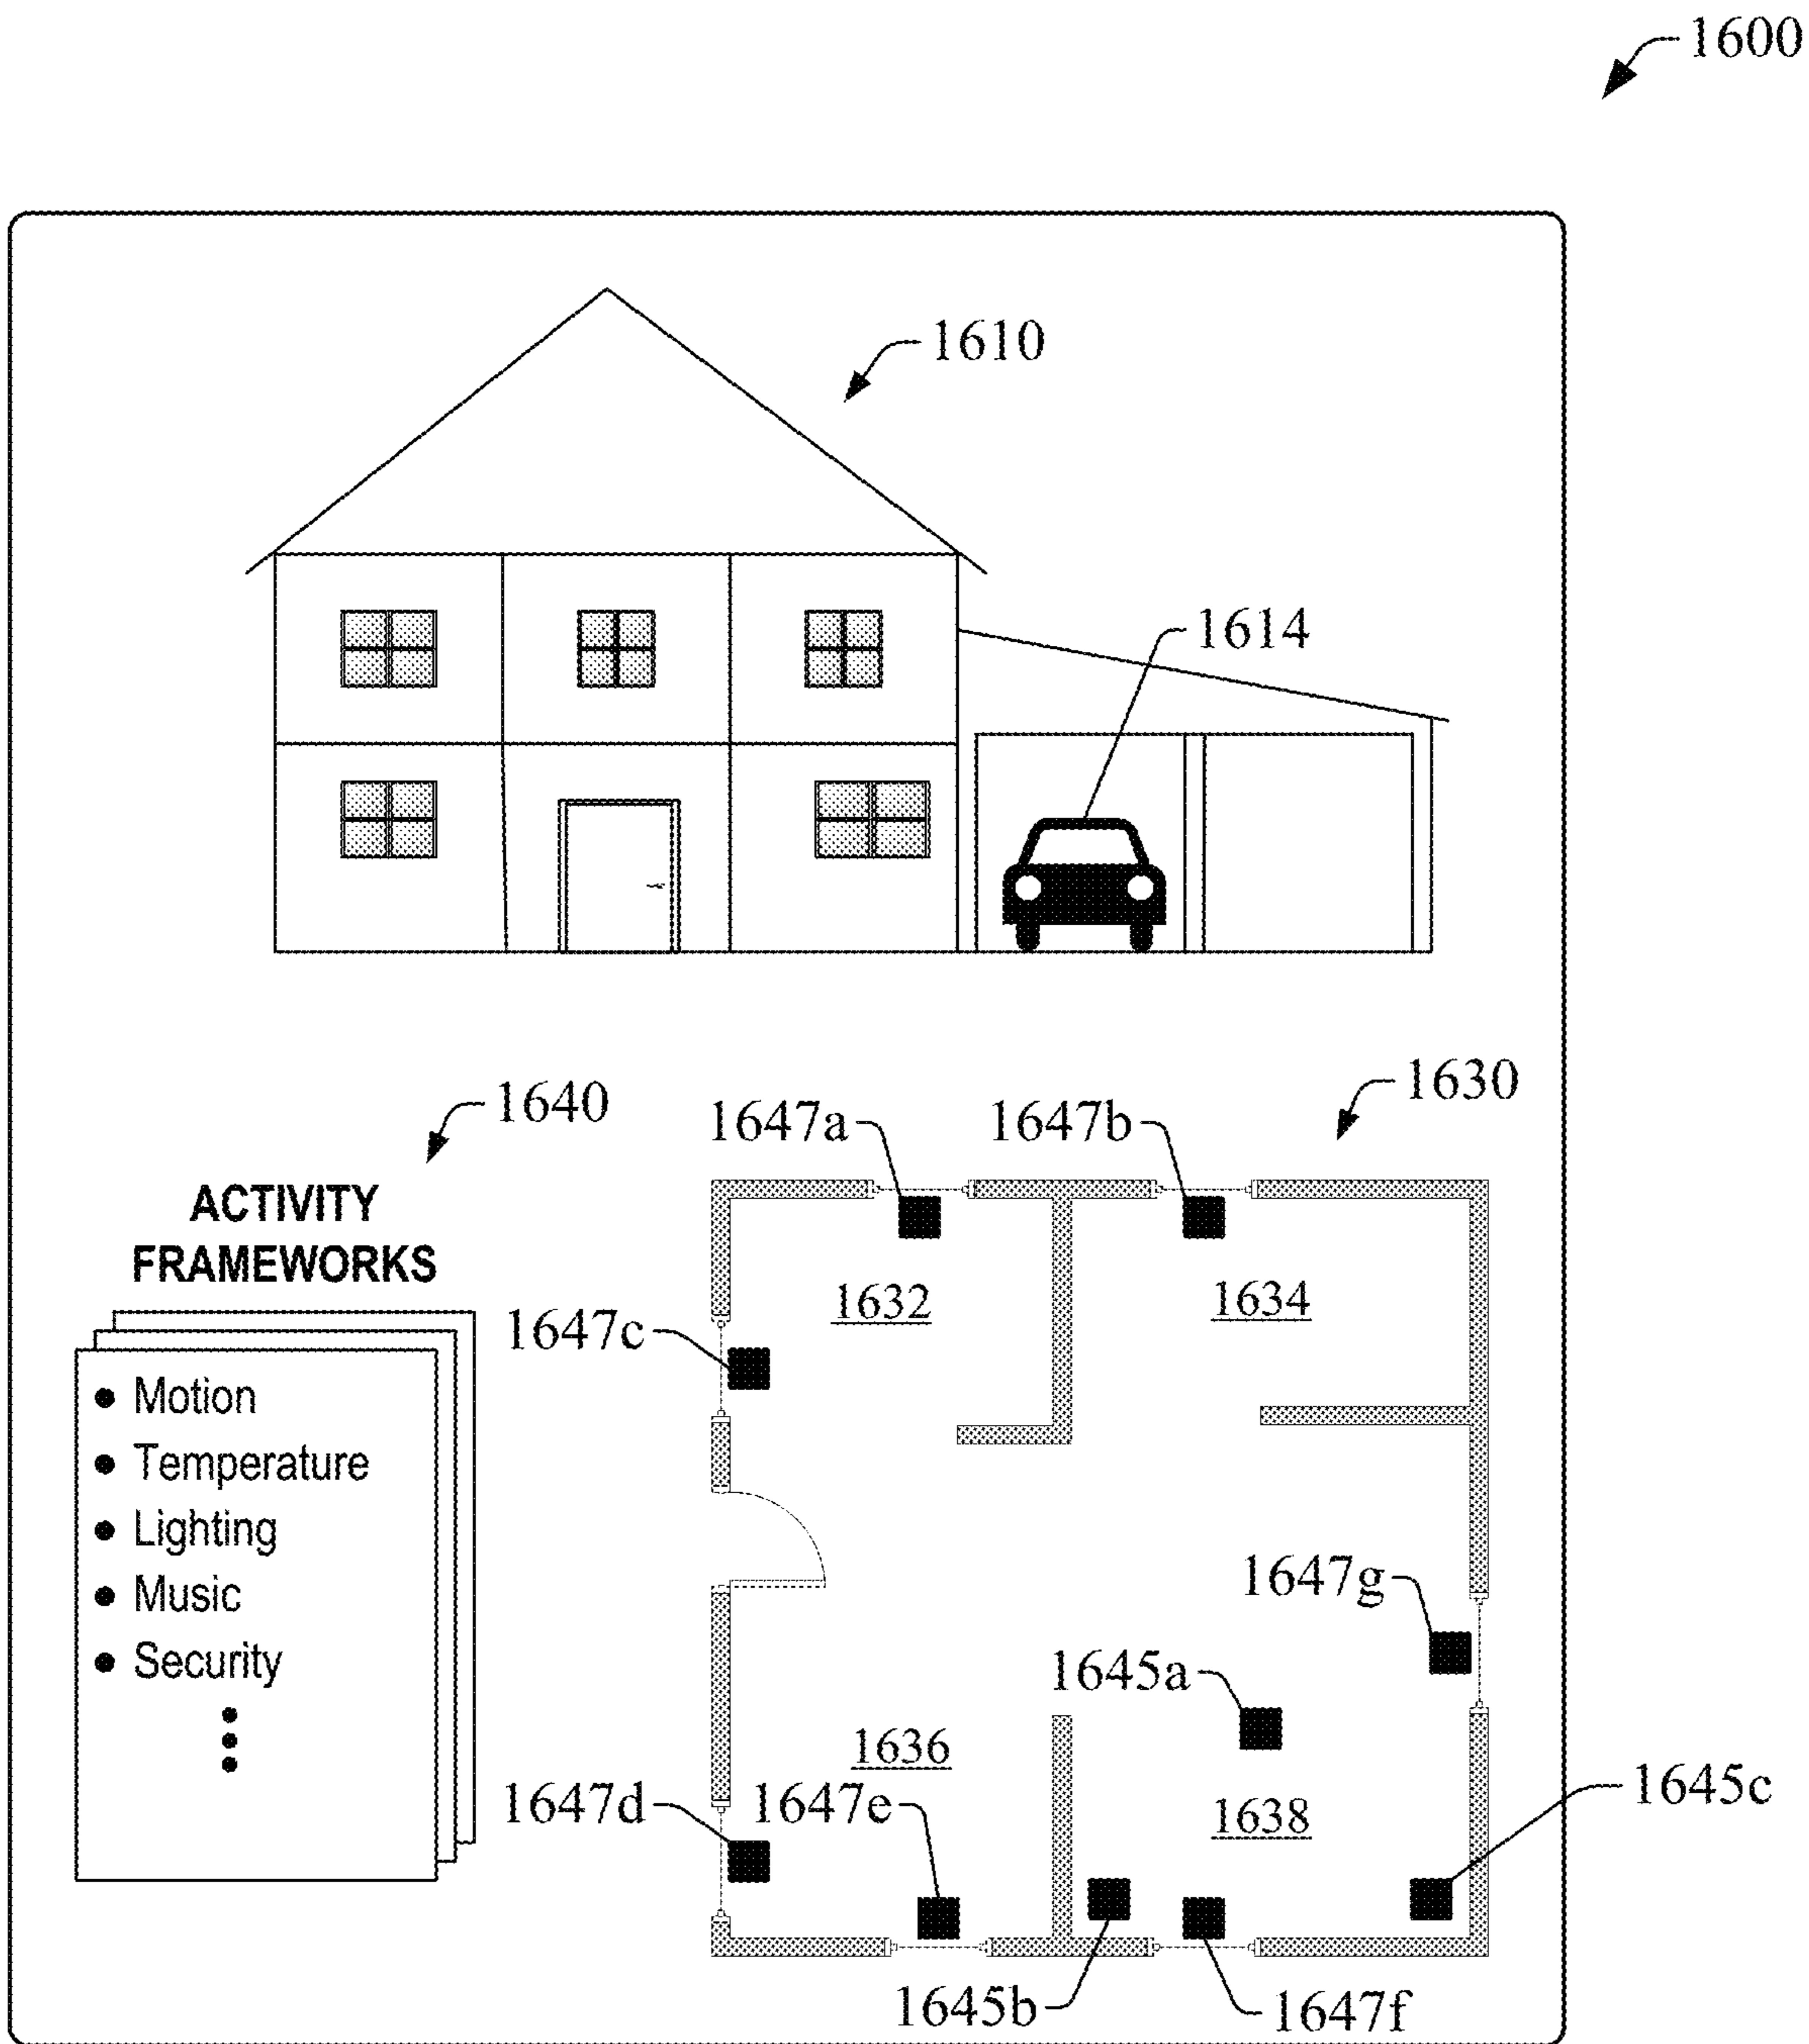 1600
1610
1614
1640
1630
1647a
1647b
ACTIVITY
FRAMEWORKS
1632
1634
1647c
• Motion
• Temperature
• Lighting
• Music
• Security
1647g
1645a
1636
1645c
1647d
1647e
1638
1645b
1647f